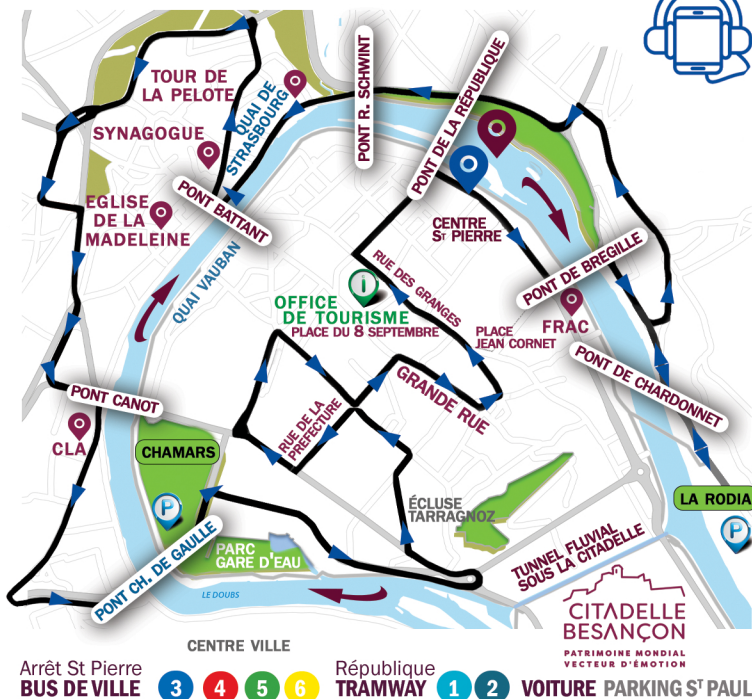 TOUR DE
LA PELOTE
QUAI DE
STRASBOURG
PONT R. SCHWINT
PONT DE LA RÉPUBLIQUE
SYNAGOGUE
PONT BATTANT
EGLISE
DE LA
MADELEINE
QUAI VAUBAN
CENTRE
ST PIERRE
PONT DE BREGILLE
RUE DES GRANGES
i
OFFICE
DE TOURISME
PLACE DU 8 SEPTEMBRE
PLACE
JEAN CORNET
FRAC
PONT DE CHARDONNET
GRANDE RUE
PONT CANOT
RUE DE LA
PREFECTURE
CLA
CHAMARS
P
LA RODIA
P
ÉCLUSE
TARRAGNOZ
PONT CH. DE GAULLE
PARC
GARE D'EAU
TUNNEL FLUVIAL
SOUS LA CITADELLE
LE DOUBS
CITADELLE
BESANÇON
PATRIMOINE MONDIAL
VECTEUR D'ÉMOTION
CENTRE VILLE
Arrêt St Pierre
BUS DE VILLE 3 4 5 6
République
TRAMWAY 1 2
VOITURE PARKING ST PAUL